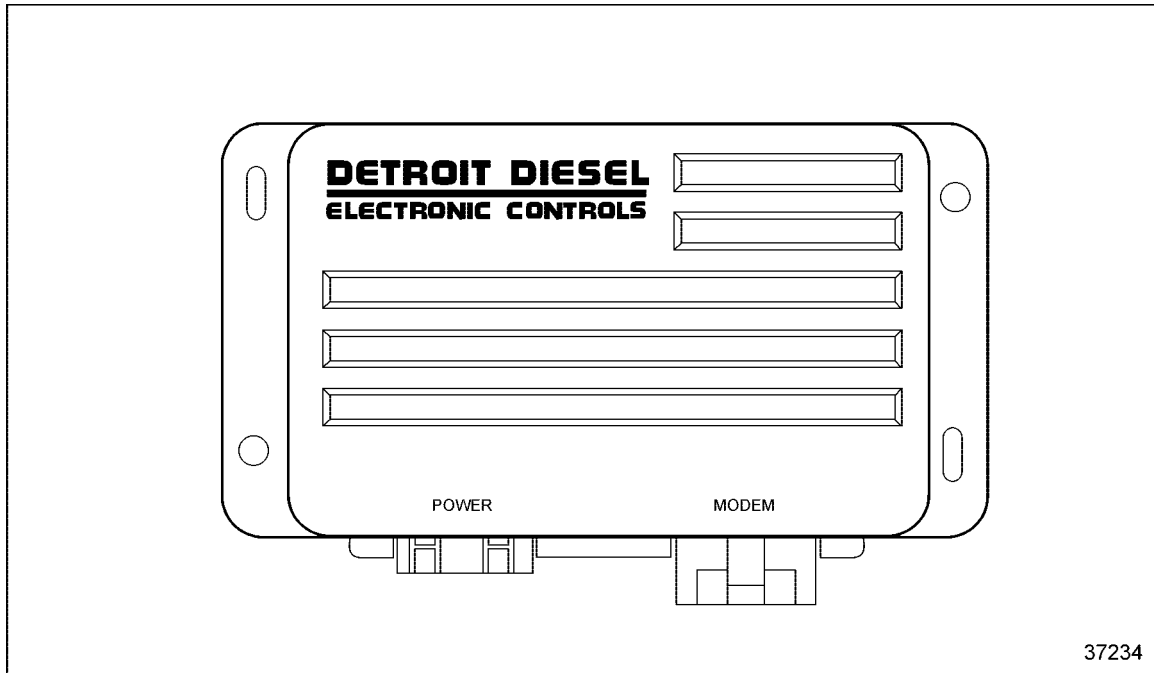 DETROIT DIESEL
ELECTRONIC CONTROLS
POWER
MODEM
37234